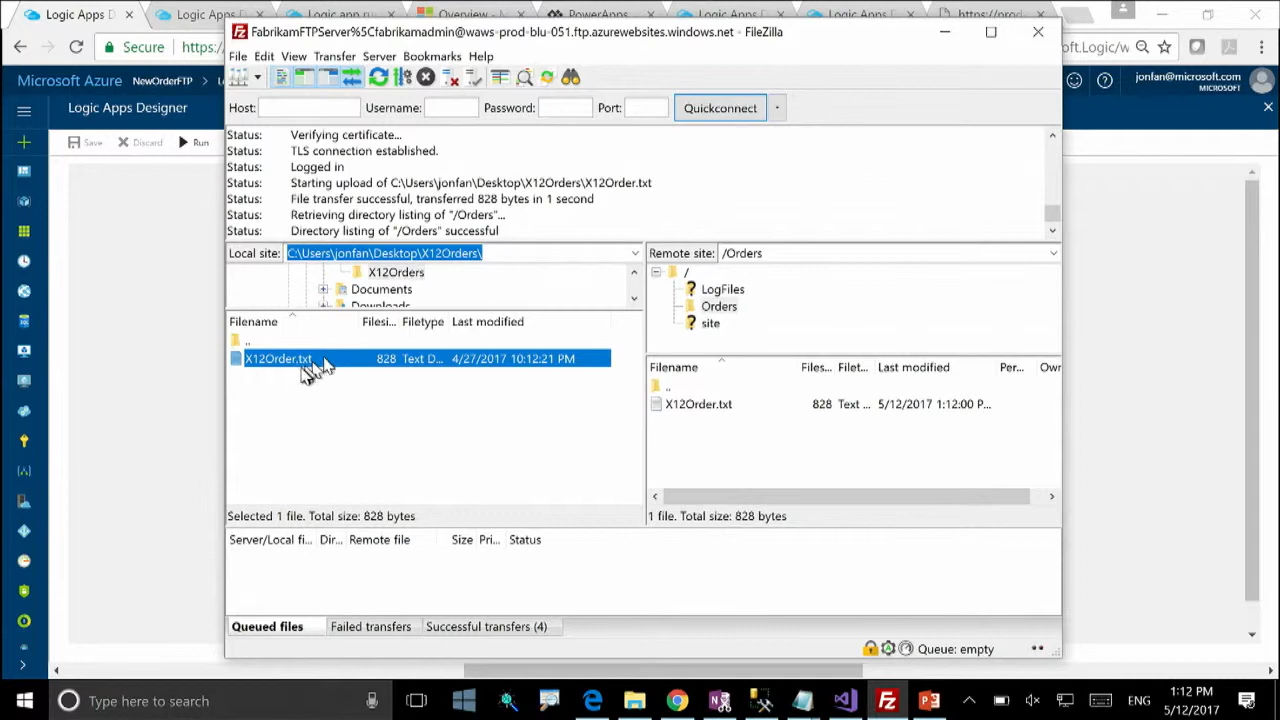 Logic Apps D
Logic Apps D
Logic app run
Overview - M
PowerApps
Logic Apps D
Logic Apps D
https://prod
Secure
https:/
t.Logic/w
FabrikamFTPServer%5Cfabrikamadmin@waws-prod-blu-051.ftp.azurewebsites.windows.net - FileZilla
File Edit View Transfer Server Bookmarks Help
Microsoft Azure NewOrderFTP
jonfan@microsoft.com
MICROSOFT
Logic Apps Designer
Host: Username: Password: Port: Quickconnect
Save Discard Run
Status: Verifying certificate...
Status: TLS connection established.
Status: Logged in
Status: Starting upload of C:\Users\jonfan\Desktop\X12Orders\X12Order.txt
Status: File transfer successful, transferred 828 bytes in 1 second
Status: Retrieving directory listing of "/Orders"...
Status: Directory listing of "/Orders" successful
Local site: C:\Users\jonfan\Desktop\X12Orders\
X12Orders
Documents
Downloads
Filename Filesi... Filetype Last modified
..
X12Order.txt 828 Text D... 4/27/2017 10:12:21 PM
Selected 1 file. Total size: 828 bytes
Remote site: /Orders
/
LogFiles
Orders
site
Filename Files... Filet... Last modified Per... Own
..
X12Order.txt 828 Text ... 5/12/2017 1:12:00 P...
1 file. Total size: 828 bytes
Server/Local fi... Dir... Remote file Size Pri... Status
Queued files Failed transfers Successful transfers (4)
Queue: empty
Type here to search
ENG
1:12 PM
5/12/2017